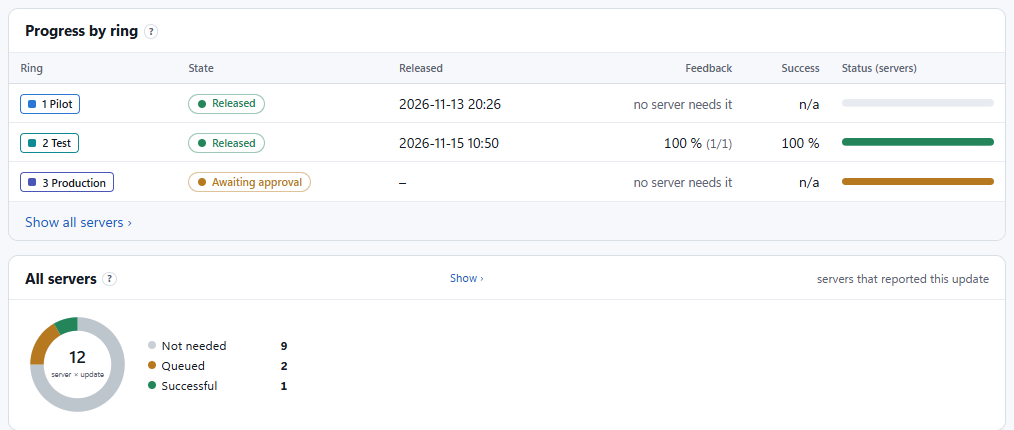 Progress by ring ?
Ring State Released Feedback Success Status (servers)
1 Pilot Released 2026-11-13 20:26 no server needs it n/a
2 Test Released 2026-11-15 10:50 100 % (1/1) 100 %
3 Production Awaiting approval – no server needs it n/a
Show all servers ›
All servers ? Show › servers that reported this update
12
server × update
Not needed 9
Queued 2
Successful 1